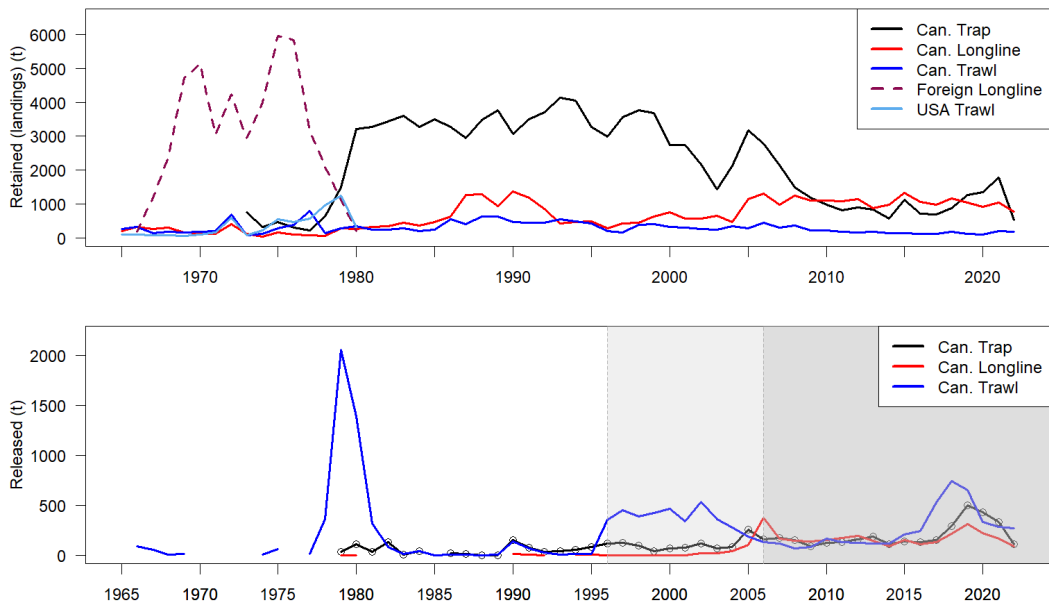 Retained (landings) (t)
6000
5000
4000
3000
2000
1000
0
Can. Trap
Can. Longline
Can. Trawl
Foreign Longline
USA Trawl
1970 1980 1990 2000 2010 2020
Released (t)
2000
1500
1000
500
0
Can. Trap
Can. Longline
Can. Trawl
1965 1970 1975 1980 1985 1990 1995 2000 2005 2010 2015 2020